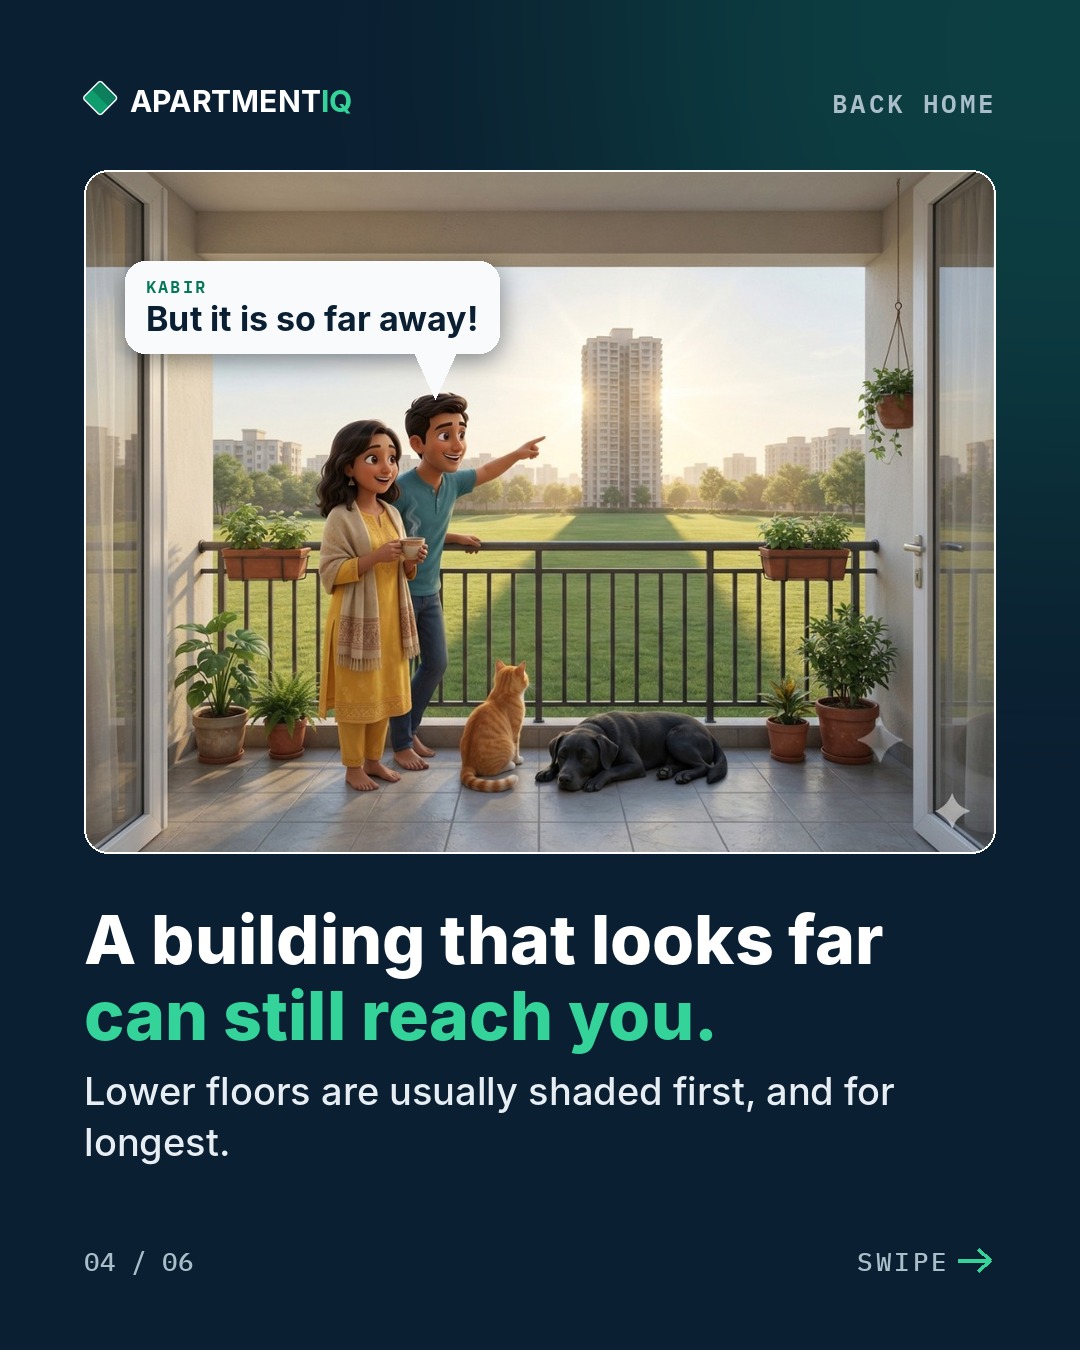 APARTMENTIQ
BACK HOME
KABIR
But it is so far away!
A building that looks far
can still reach you.
Lower floors are usually shaded first, and for
longest.
04 / 06
SWIPE